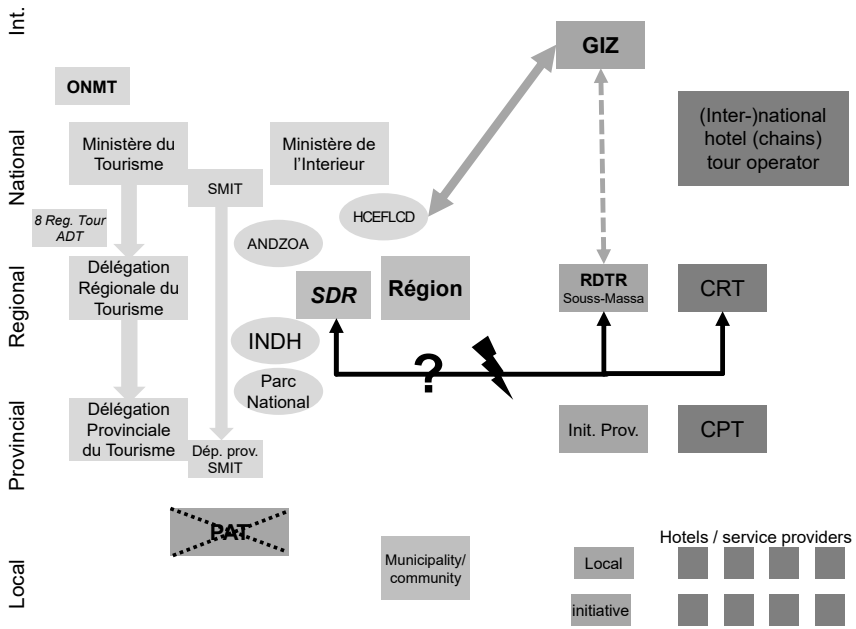 Int.
GIZ
ONMT
(Inter-)national
hotel (chains)
tour operator
National
Ministère du
Tourisme
Ministère de
l'Interieur
SMIT
HCEFLCD
8 Reg. Tour
ADT
ANDZOA
Regional
Délégation
Régionale du
Tourisme
SDR
Région
RDTR
Souss-Massa
CRT
INDH
?
Parc
National
Provincial
Délégation
Provinciale
du Tourisme
Dép. prov.
SMIT
Init. Prov.
CPT
PAT
Local
Municipality/
community
Hotels / service providers
Local
initiative